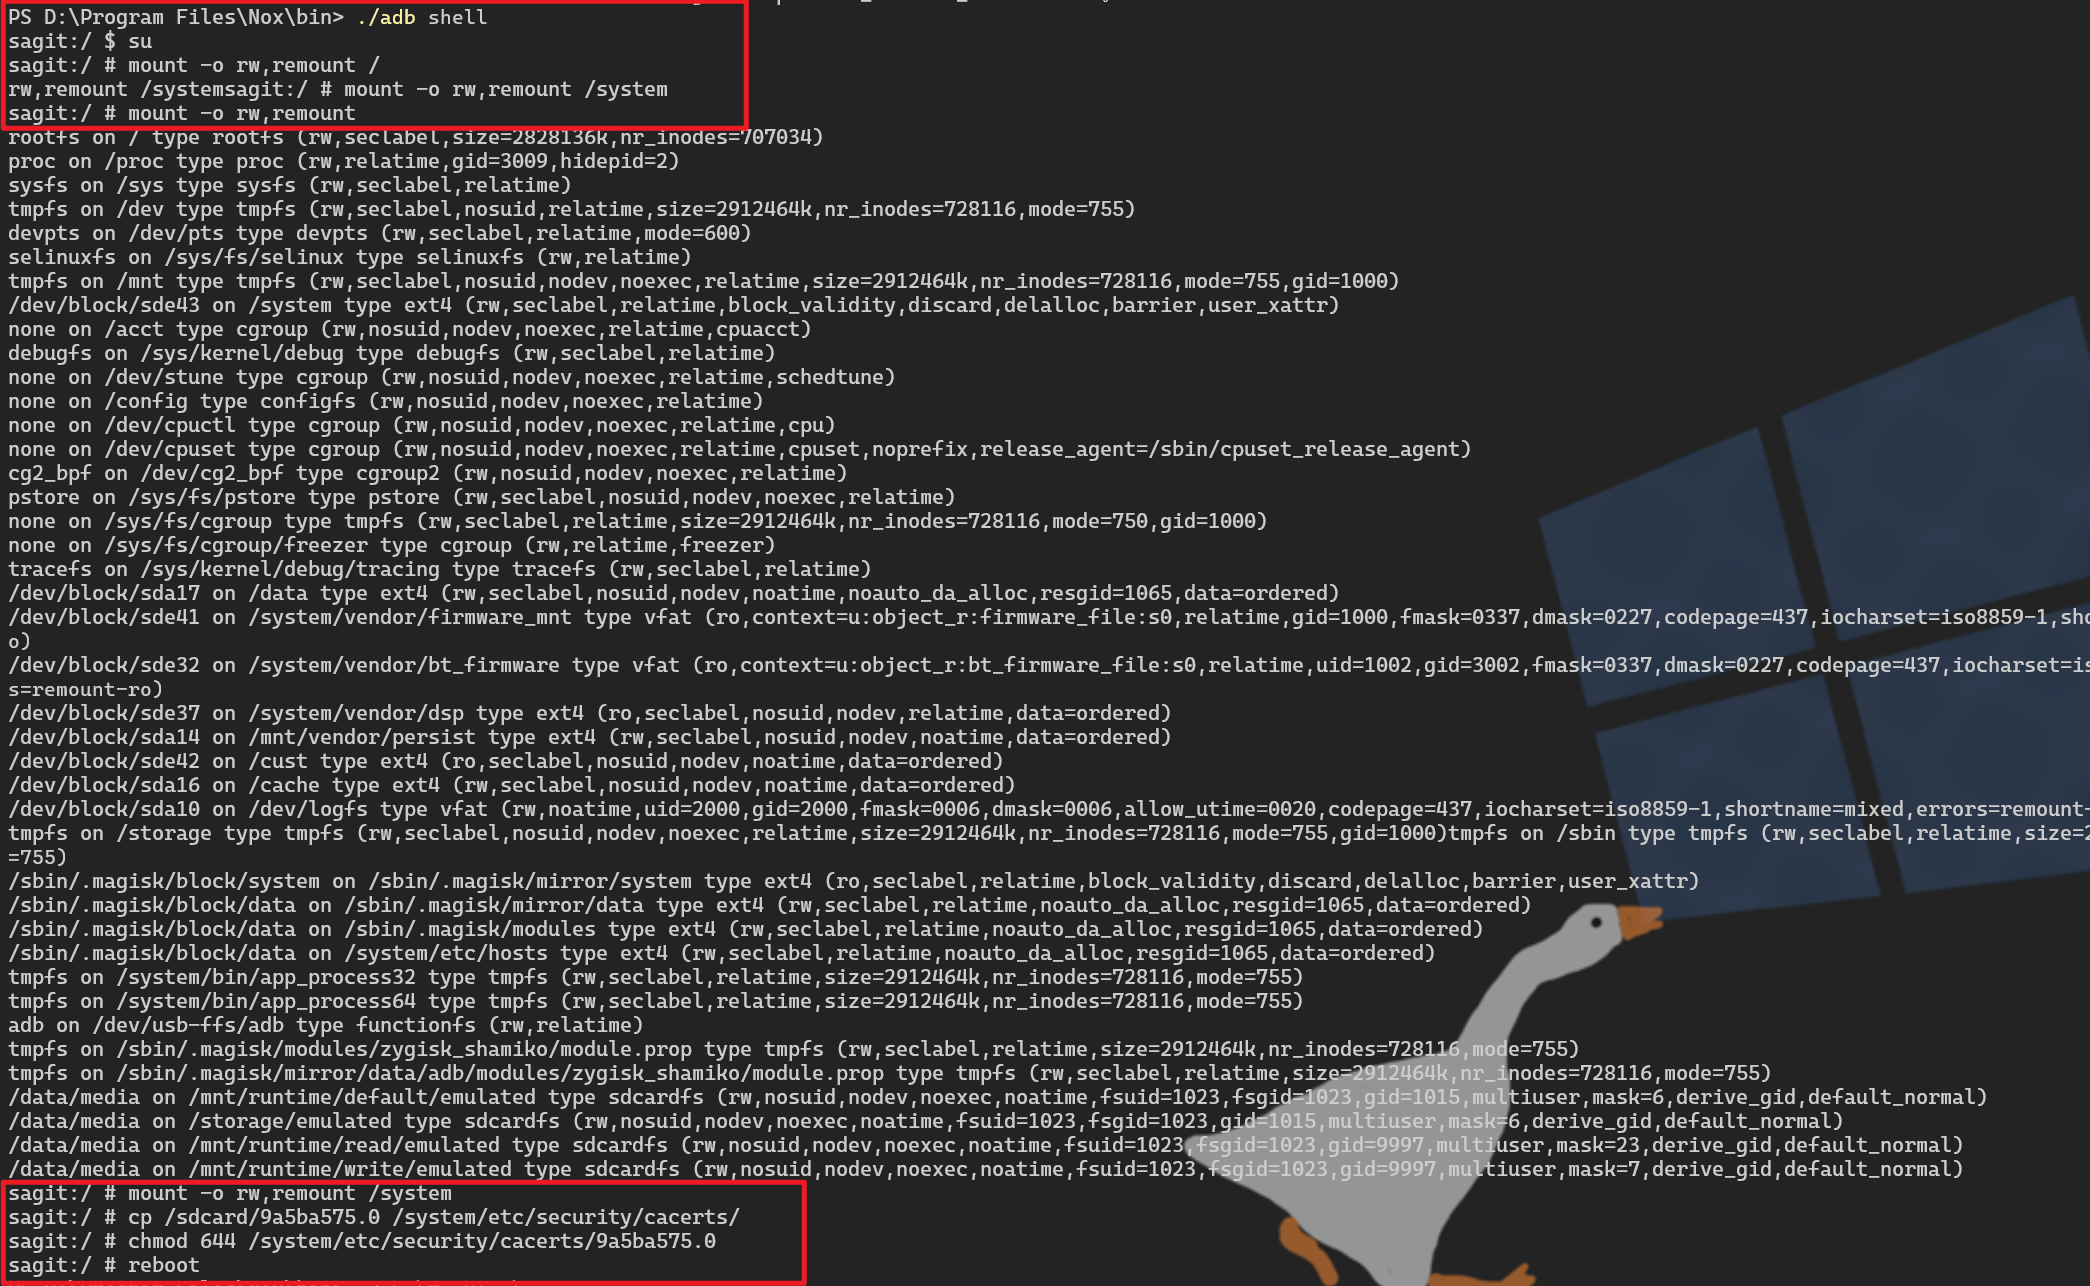 PS D:\Program Files\Nox\bin> ./adb shell
sagit:/ $ su
sagit:/ # mount -o rw,remount /
rw,remount /systemsagit:/ # mount -o rw,remount /system
sagit:/ # mount -o rw,remount
rootfs on / type rootfs (rw,seclabel,size=2828136k,nr_inodes=707034)
proc on /proc type proc (rw,relatime,gid=3009,hidepid=2)
sysfs on /sys type sysfs (rw,seclabel,relatime)
tmpfs on /dev type tmpfs (rw,seclabel,nosuid,relatime,size=2912464k,nr_inodes=728116,mode=755)
devpts on /dev/pts type devpts (rw,seclabel,relatime,mode=600)
selinuxfs on /sys/fs/selinux type selinuxfs (rw,relatime)
tmpfs on /mnt type tmpfs (rw,seclabel,nosuid,nodev,noexec,relatime,size=2912464k,nr_inodes=728116,mode=755,gid=1000)
/dev/block/sde43 on /system type ext4 (rw,seclabel,relatime,block_validity,discard,delalloc,barrier,user_xattr)
none on /acct type cgroup (rw,nosuid,nodev,noexec,relatime,cpuacct)
debugfs on /sys/kernel/debug type debugfs (rw,seclabel,relatime)
none on /dev/stune type cgroup (rw,nosuid,nodev,noexec,relatime,schedtune)
none on /config type configfs (rw,nosuid,nodev,noexec,relatime)
none on /dev/cpuctl type cgroup (rw,nosuid,nodev,noexec,relatime,cpu)
none on /dev/cpuset type cgroup (rw,nosuid,nodev,noexec,relatime,cpuset,noprefix,release_agent=/sbin/cpuset_release_agent)
cg2_bpf on /dev/cg2_bpf type cgroup2 (rw,nosuid,nodev,noexec,relatime)
pstore on /sys/fs/pstore type pstore (rw,seclabel,nosuid,nodev,noexec,relatime)
none on /sys/fs/cgroup type tmpfs (rw,seclabel,relatime,size=2912464k,nr_inodes=728116,mode=750,gid=1000)
none on /sys/fs/cgroup/freezer type cgroup (rw,relatime,freezer)
tracefs on /sys/kernel/debug/tracing type tracefs (rw,seclabel,relatime)
/dev/block/sda17 on /data type ext4 (rw,seclabel,nosuid,nodev,noatime,noauto_da_alloc,resgid=1065,data=ordered)
/dev/block/sde41 on /system/vendor/firmware_mnt type vfat (ro,context=u:object_r:firmware_file:s0,relatime,gid=1000,fmask=0337,dmask=0227,codepage=437,iocharset=iso8859-1,sho
o)
/dev/block/sde32 on /system/vendor/bt_firmware type vfat (ro,context=u:object_r:bt_firmware_file:s0,relatime,uid=1002,gid=3002,fmask=0337,dmask=0227,codepage=437,iocharset=is
s=remount-ro)
/dev/block/sde37 on /system/vendor/dsp type ext4 (ro,seclabel,nosuid,nodev,relatime,data=ordered)
/dev/block/sda14 on /mnt/vendor/persist type ext4 (rw,seclabel,nosuid,nodev,noatime,data=ordered)
/dev/block/sde42 on /cust type ext4 (ro,seclabel,nosuid,nodev,noatime,data=ordered)
/dev/block/sda16 on /cache type ext4 (rw,seclabel,nosuid,nodev,noatime,data=ordered)
/dev/block/sda10 on /dev/logfs type vfat (rw,noatime,uid=2000,gid=2000,fmask=0006,dmask=0006,allow_utime=0020,codepage=437,iocharset=iso8859-1,shortname=mixed,errors=remount-
tmpfs on /storage type tmpfs (rw,seclabel,nosuid,nodev,noexec,relatime,size=2912464k,nr_inodes=728116,mode=755,gid=1000)tmpfs on /sbin type tmpfs (rw,seclabel,relatime,size=2
=755)
/sbin/.magisk/block/system on /sbin/.magisk/mirror/system type ext4 (ro,seclabel,relatime,block_validity,discard,delalloc,barrier,user_xattr)
/sbin/.magisk/block/data on /sbin/.magisk/mirror/data type ext4 (rw,seclabel,relatime,noauto_da_alloc,resgid=1065,data=ordered)
/sbin/.magisk/block/data on /sbin/.magisk/modules type ext4 (rw,seclabel,relatime,noauto_da_alloc,resgid=1065,data=ordered)
/sbin/.magisk/block/data on /system/etc/hosts type ext4 (rw,seclabel,relatime,noauto_da_alloc,resgid=1065,data=ordered)
tmpfs on /system/bin/app_process32 type tmpfs (rw,seclabel,relatime,size=2912464k,nr_inodes=728116,mode=755)
tmpfs on /system/bin/app_process64 type tmpfs (rw,seclabel,relatime,size=2912464k,nr_inodes=728116,mode=755)
adb on /dev/usb-ffs/adb type functionfs (rw,relatime)
tmpfs on /sbin/.magisk/modules/zygisk_shamiko/module.prop type tmpfs (rw,seclabel,relatime,size=2912464k,nr_inodes=728116,mode=755)
tmpfs on /sbin/.magisk/mirror/data/adb/modules/zygisk_shamiko/module.prop type tmpfs (rw,seclabel,relatime,size=2912464k,nr_inodes=728116,mode=755)
/data/media on /mnt/runtime/default/emulated type sdcardfs (rw,nosuid,nodev,noexec,noatime,fsuid=1023,fsgid=1023,gid=1015,multiuser,mask=6,derive_gid,default_normal)
/data/media on /storage/emulated type sdcardfs (rw,nosuid,nodev,noexec,noatime,fsuid=1023,fsgid=1023,gid=1015,multiuser,mask=6,derive_gid,default_normal)
/data/media on /mnt/runtime/read/emulated type sdcardfs (rw,nosuid,nodev,noexec,noatime,fsuid=1023,fsgid=1023,gid=9997,multiuser,mask=23,derive_gid,default_normal)
/data/media on /mnt/runtime/write/emulated type sdcardfs (rw,nosuid,nodev,noexec,noatime,fsuid=1023,fsgid=1023,gid=9997,multiuser,mask=7,derive_gid,default_normal)
sagit:/ # mount -o rw,remount /system
sagit:/ # cp /sdcard/9a5ba575.0 /system/etc/security/cacerts/
sagit:/ # chmod 644 /system/etc/security/cacerts/9a5ba575.0
sagit:/ # reboot